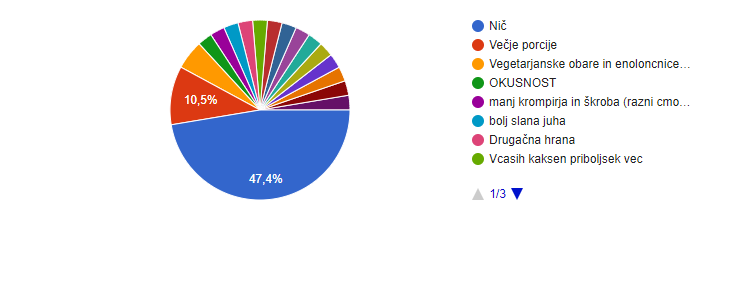 10,5%
47,4%
Nič
Večje porcije
Vegetarjanske obare in enoloncnice…
OKUSNOST
manj krompirja in škroba (razni cmo…
bolj slana juha
Drugačna hrana
Vcasih kaksen priboljsek vec
1/3